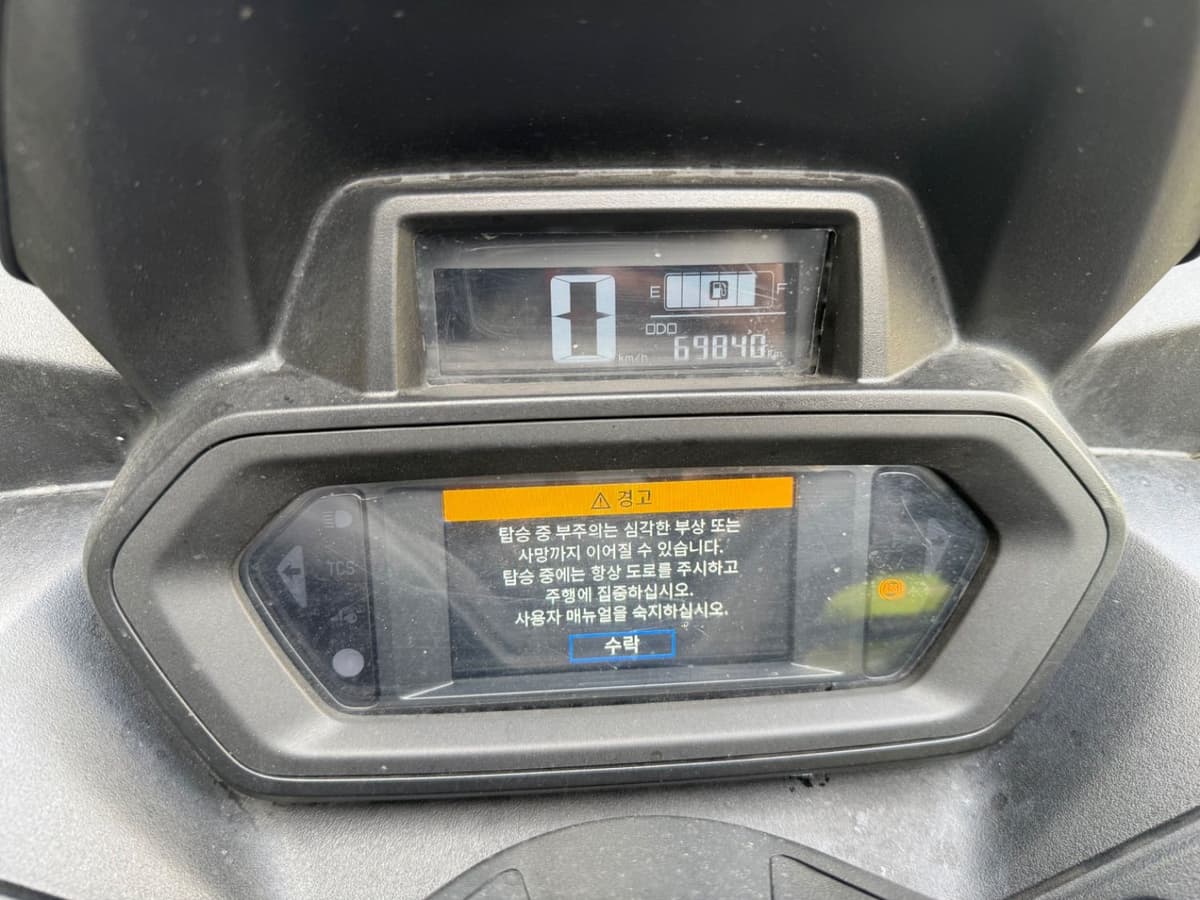 0
km/h
E F
ODO
69840 km
경고
탑승 중 부주의는 심각한 부상 또는
사망까지 이어질 수 있습니다.
탑승 중에는 항상 도로를 주시하고
주행에 집중하십시오.
사용자 매뉴얼을 숙지하십시오.
수락
TCS